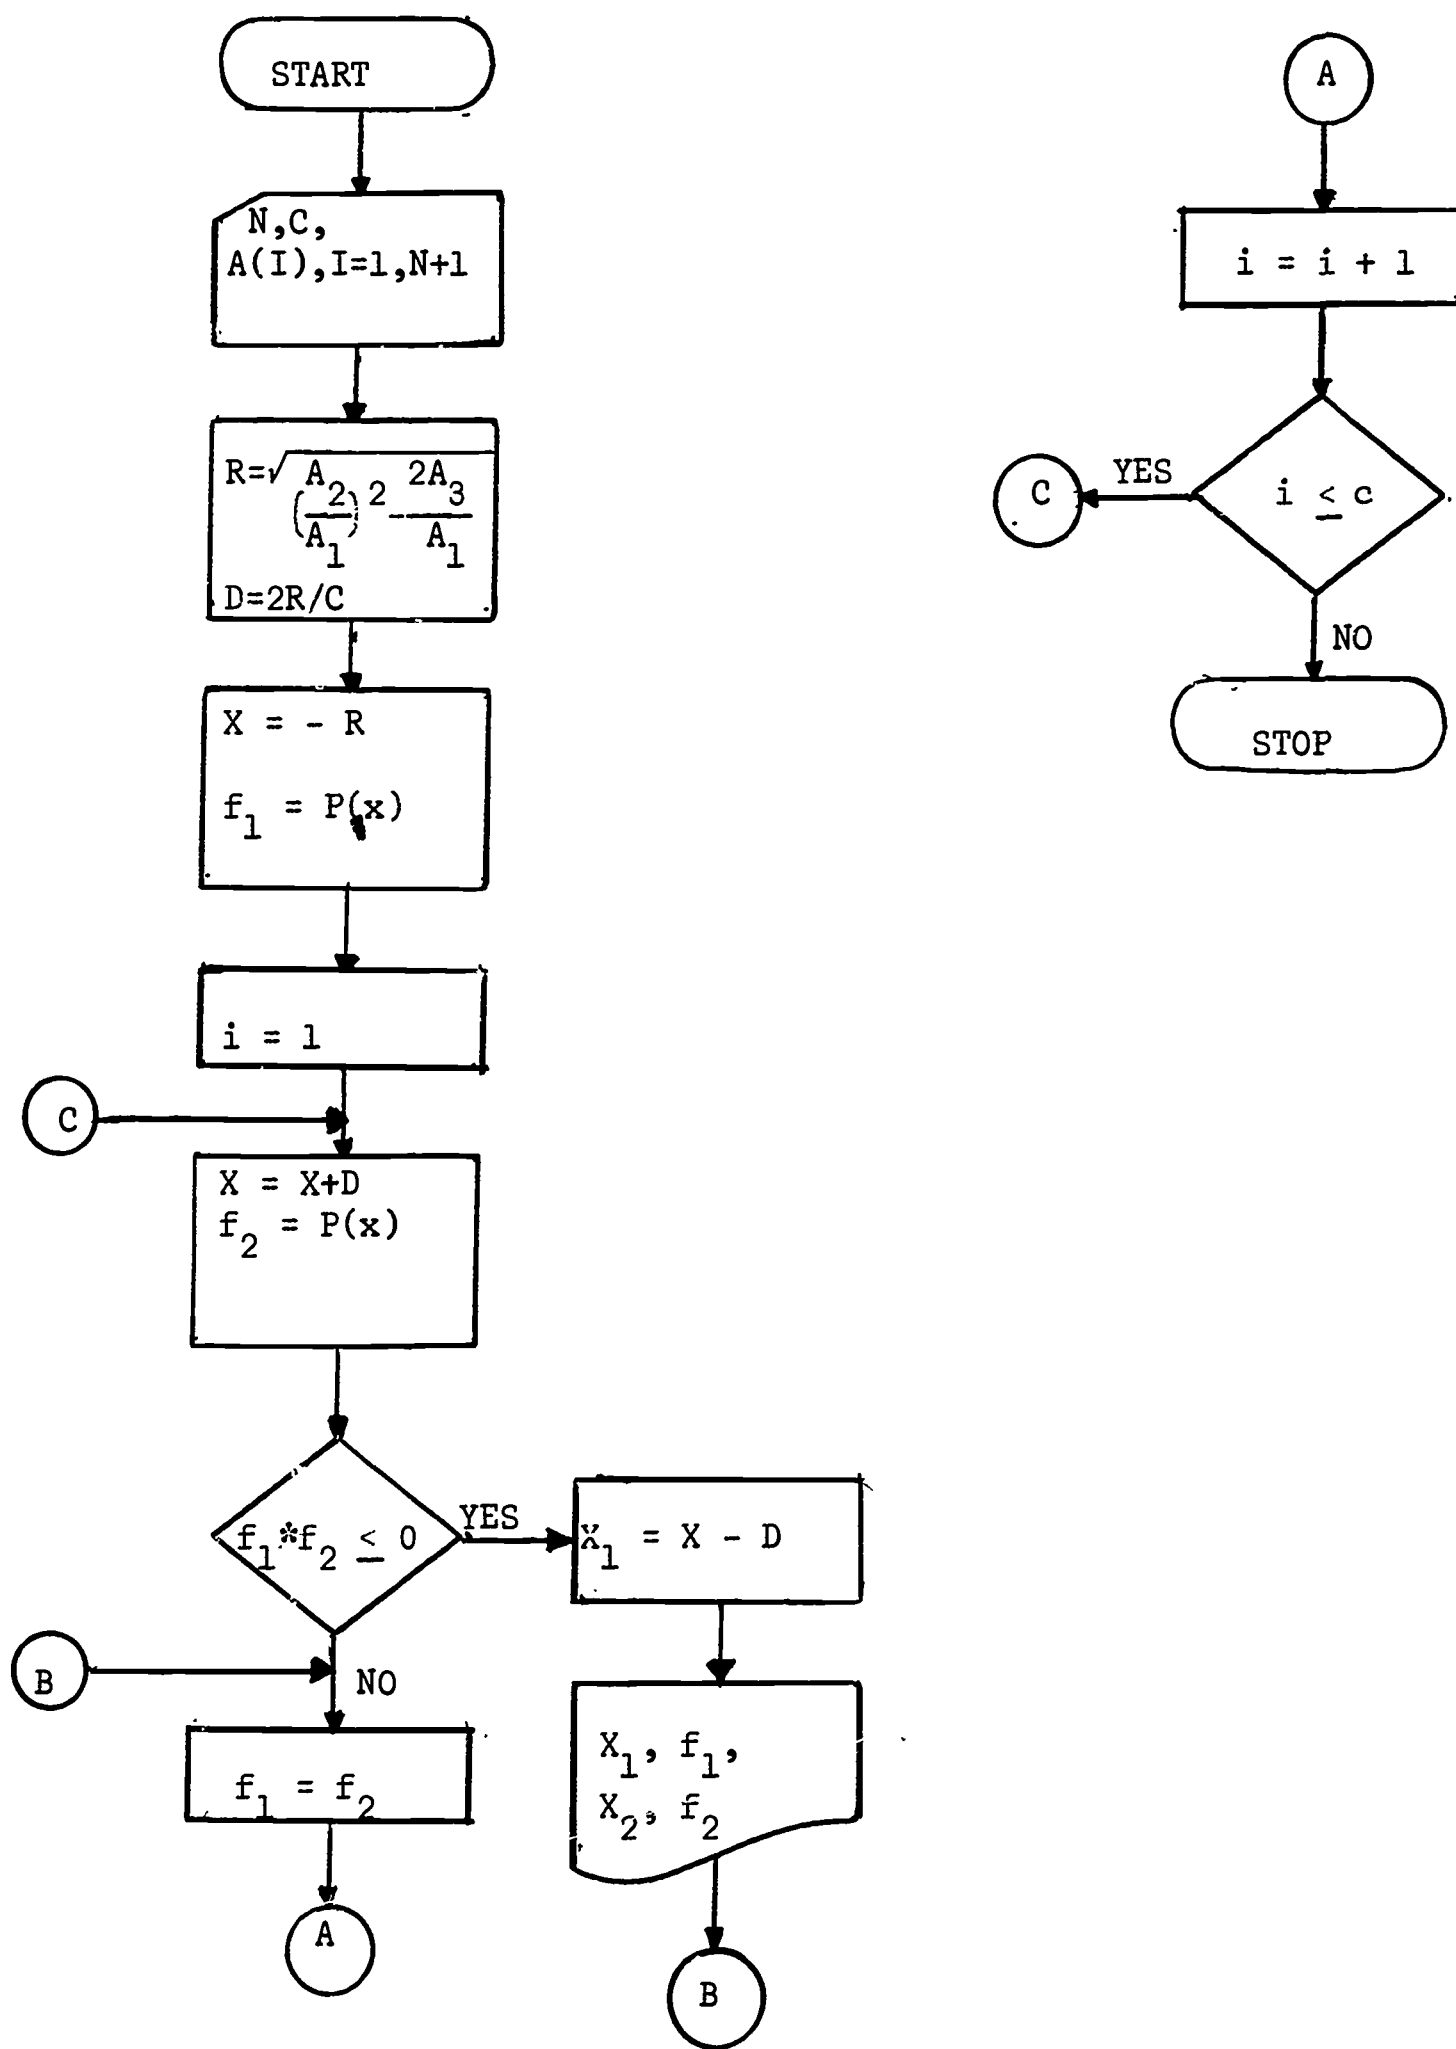 START
N,C,
A(I),I=1,N+1
R=√(A₂/A₁)² - 2A₃/A₁
D=2R/C
X = - R
f₁ = P(x)
i = 1
C
X = X+D
f₂ = P(x)
f₁*f₂ ≤ 0
YES
X₁ = X - D
B
NO
X₁, f₁,
X₂, f₂
f₁ = f₂
A
B
A
i = i + 1
i ≤ c
YES
C
NO
STOP